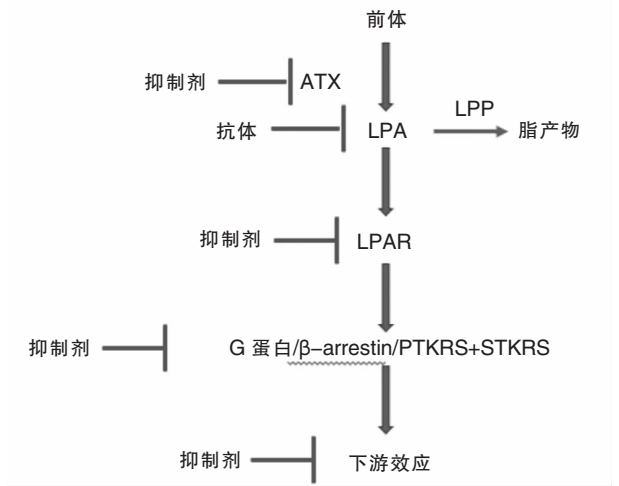 前体
抑制剂 ATX
LPP
抗体 LPA 脂产物
抑制剂 LPAR
抑制剂 G 蛋白/β–arrestin/PTKRS+STKRS
抑制剂 下游效应